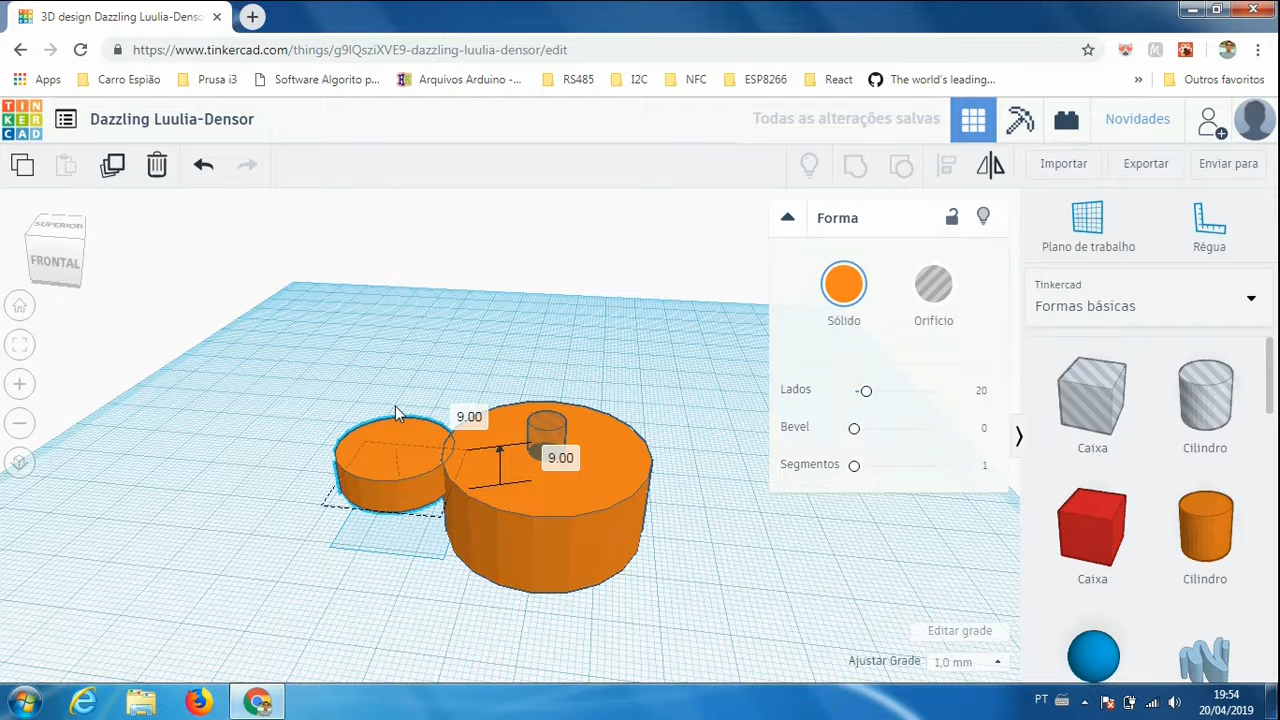 3D design Dazzling Luulia-Denso
https://www.tinkercad.com/things/g9lQsziXVE9-dazzling-luulia-densor/edit
Apps Carro Espião Prusa i3 Software Algorito p... Arquivos Arduino -... RS485 I2C NFC ESP8266 React The world's leading... » Outros favoritos
TIN
KER
CAD
Dazzling Luulia-Densor
Todas as alterações salvas
Novidades
Importar Exportar Enviar para
SUPERIOR
FRONTAL
Forma
Sólido Orifício
Lados 20
Bevel 0
Segmentos 1
Plano de trabalho Régua
Tinkercad
Formas básicas
Caixa Cilindro
Caixa Cilindro
9.00
9.00
Editar grade
Ajustar Grade 1,0 mm
PT
19:54
20/04/2019